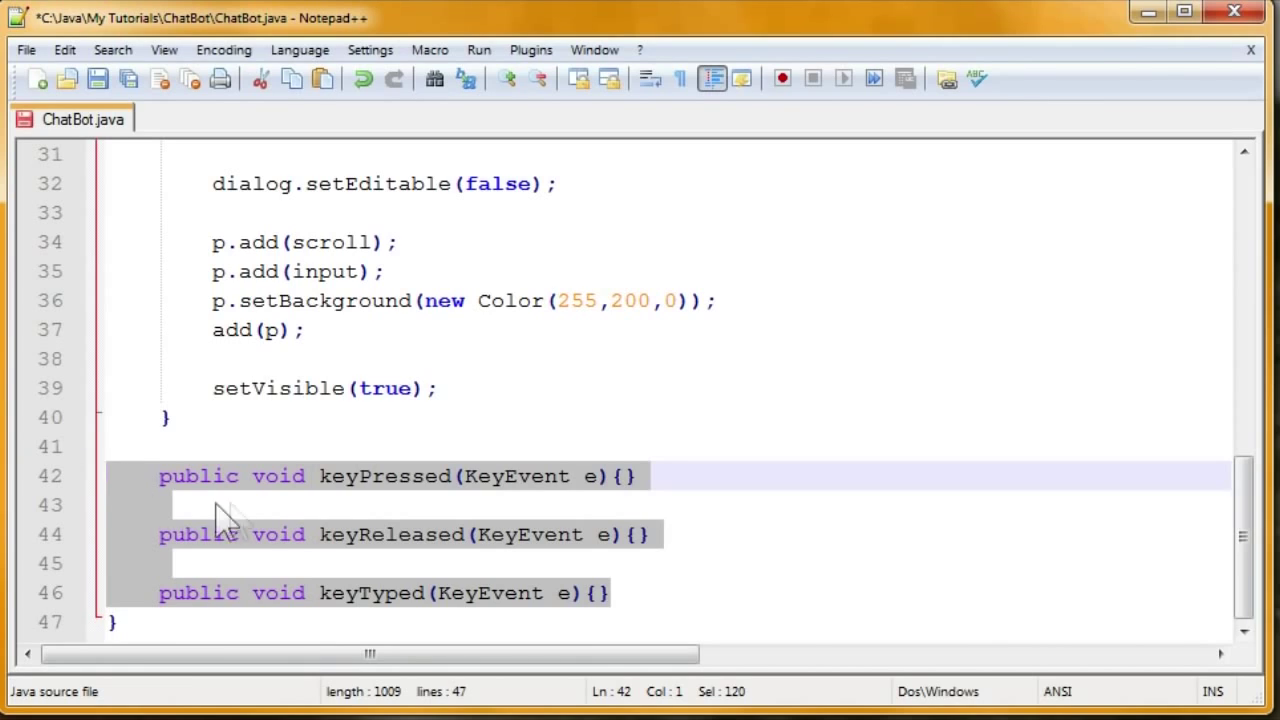 *C:\Java\My Tutorials\ChatBot\ChatBot.java - Notepad++
File Edit Search View Encoding Language Settings Macro Run Plugins Window ? X
ABC
ChatBot.java
31
32 dialog.setEditable(false);
33
34 p.add(scroll);
35 p.add(input);
36 p.setBackground(new Color(255,200,0));
37 add(p);
38
39 setVisible(true);
40 }
41
42 public void keyPressed(KeyEvent e){}
43
44 public void keyReleased(KeyEvent e){}
45
46 public void keyTyped(KeyEvent e){}
47 }
Java source file length : 1009 lines : 47 Ln : 42 Col : 1 Sel : 120 Dos\Windows ANSI INS